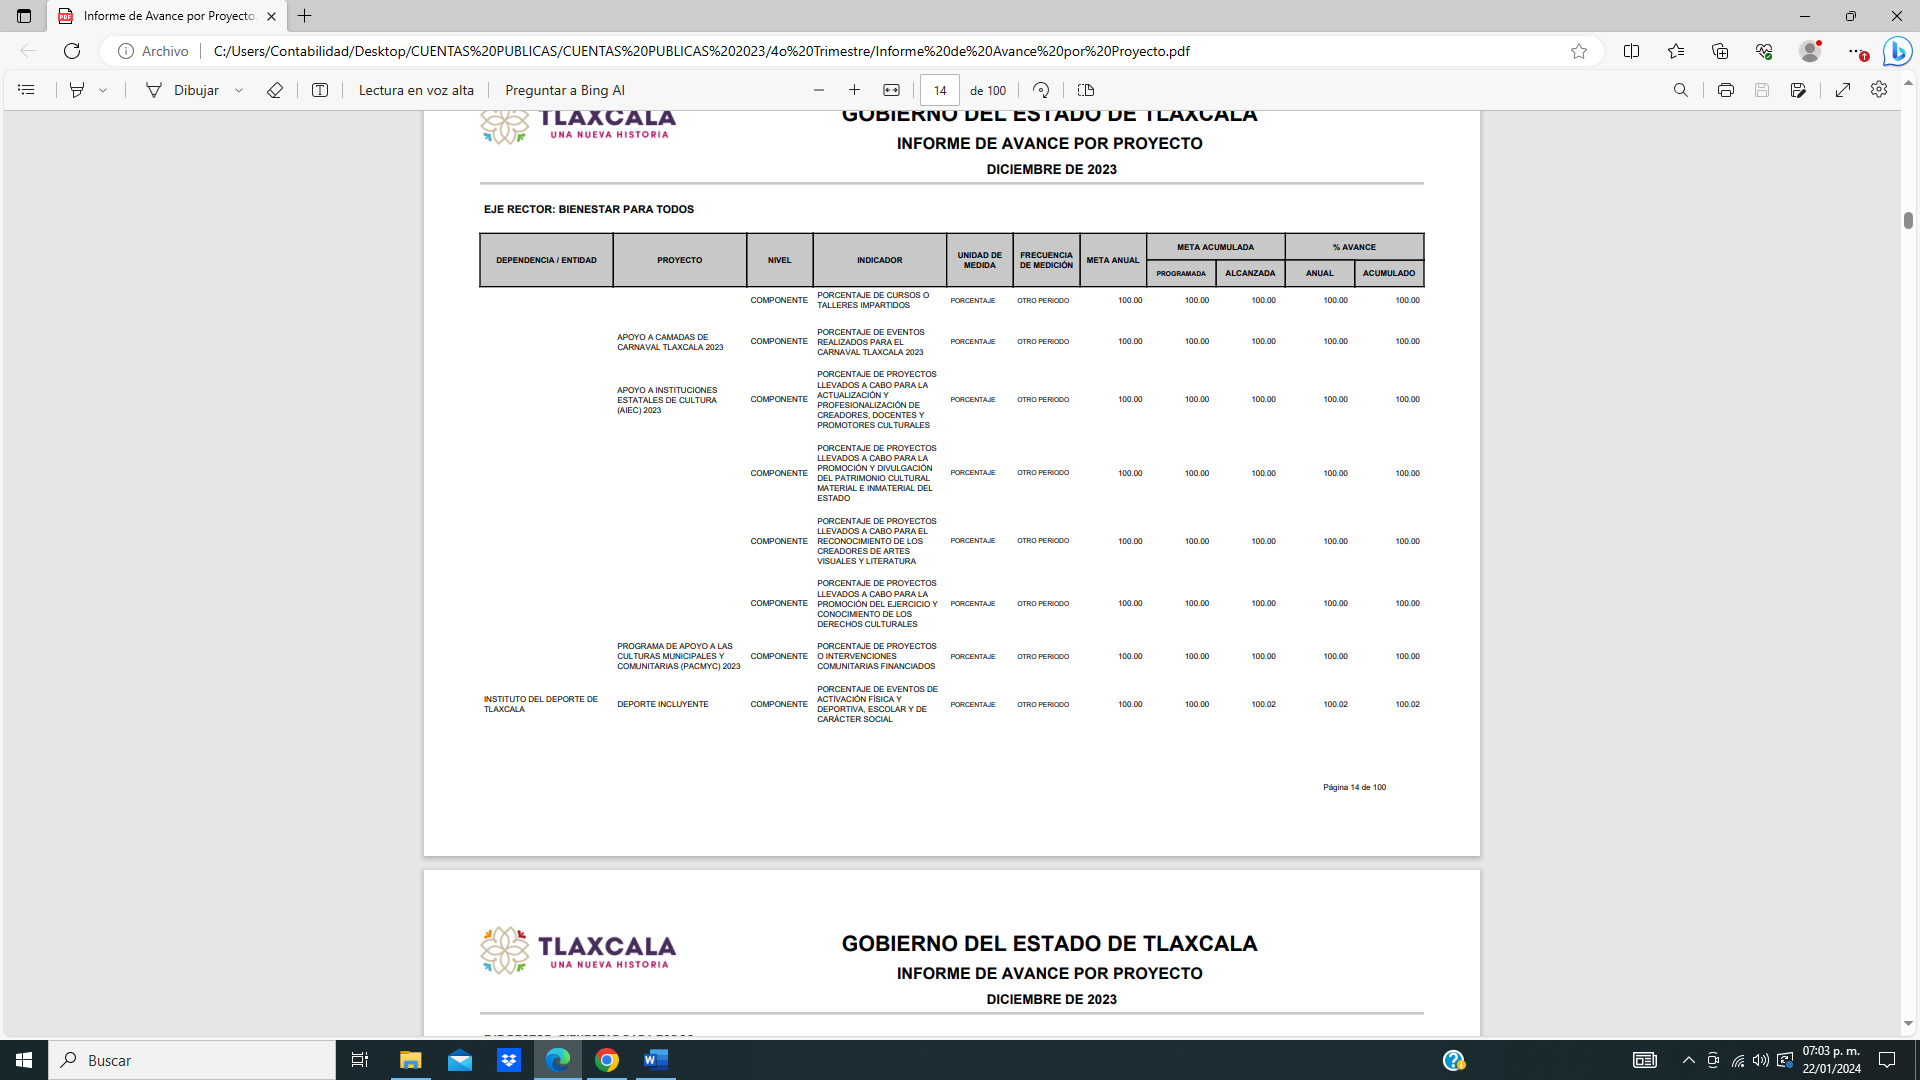 Informe de Avance por Proyecto.
Archivo
C:/Users/Contabilidad/Desktop/CUENTAS%20PUBLICAS/CUENTAS%20PUBLICAS%202023/4o%20Trimestre/Informe%20de%20Avance%20por%20Proyecto.pdf
Dibujar
Lectura en voz alta
Preguntar a Bing AI
14
de 100
TLAXCALA
UNA NUEVA HISTORIA
GOBIERNO DEL ESTADO DE TLAXCALA
INFORME DE AVANCE POR PROYECTO
DICIEMBRE DE 2023
EJE RECTOR: BIENESTAR PARA TODOS
DEPENDENCIA / ENTIDAD
PROYECTO
NIVEL
INDICADOR
UNIDAD DE
MEDIDA
FRECUENCIA
DE MEDICIÓN
META ANUAL
META ACUMULADA
PROGRAMADA
ALCANZADA
% AVANCE
ANUAL
ACUMULADO
COMPONENTE
PORCENTAJE DE CURSOS O
TALLERES IMPARTIDOS
PORCENTAJE
OTRO PERIODO
100.00
100.00
100.00
100.00
100.00
APOYO A CAMADAS DE
CARNAVAL TLAXCALA 2023
COMPONENTE
PORCENTAJE DE EVENTOS
REALIZADOS PARA EL
CARNAVAL TLAXCALA 2023
PORCENTAJE
OTRO PERIODO
100.00
100.00
100.00
100.00
100.00
APOYO A INSTITUCIONES
ESTATALES DE CULTURA
(AIEC) 2023
COMPONENTE
PORCENTAJE DE PROYECTOS
LLEVADOS A CABO PARA LA
ACTUALIZACIÓN Y
PROFESIONALIZACIÓN DE
CREADORES, DOCENTES Y
PROMOTORES CULTURALES
PORCENTAJE
OTRO PERIODO
100.00
100.00
100.00
100.00
100.00
COMPONENTE
PORCENTAJE DE PROYECTOS
LLEVADOS A CABO PARA LA
PROMOCIÓN Y DIVULGACIÓN
DEL PATRIMONIO CULTURAL
MATERIAL E INMATERIAL DEL
ESTADO
PORCENTAJE
OTRO PERIODO
100.00
100.00
100.00
100.00
100.00
COMPONENTE
PORCENTAJE DE PROYECTOS
LLEVADOS A CABO PARA EL
RECONOCIMIENTO DE LOS
CREADORES DE ARTES
VISUALES Y LITERATURA
PORCENTAJE
OTRO PERIODO
100.00
100.00
100.00
100.00
100.00
COMPONENTE
PORCENTAJE DE PROYECTOS
LLEVADOS A CABO PARA LA
PROMOCIÓN DEL EJERCICIO Y
CONOCIMIENTO DE LOS
DERECHOS CULTURALES
PORCENTAJE
OTRO PERIODO
100.00
100.00
100.00
100.00
100.00
PROGRAMA DE APOYO A LAS
CULTURAS MUNICIPALES Y
COMUNITARIAS (PACMYC) 2023
COMPONENTE
PORCENTAJE DE PROYECTOS
O INTERVENCIONES
COMUNITARIAS FINANCIADOS
PORCENTAJE
OTRO PERIODO
100.00
100.00
100.00
100.00
100.00
INSTITUTO DEL DEPORTE DE
TLAXCALA
DEPORTE INCLUYENTE
COMPONENTE
PORCENTAJE DE EVENTOS DE
ACTIVACIÓN FÍSICA Y
DEPORTIVA, ESCOLAR Y DE
CARÁCTER SOCIAL
PORCENTAJE
OTRO PERIODO
100.00
100.00
100.02
100.02
100.02
Página 14 de 100
TLAXCALA
UNA NUEVA HISTORIA
GOBIERNO DEL ESTADO DE TLAXCALA
INFORME DE AVANCE POR PROYECTO
DICIEMBRE DE 2023
Buscar
07:03 p. m.
22/01/2024